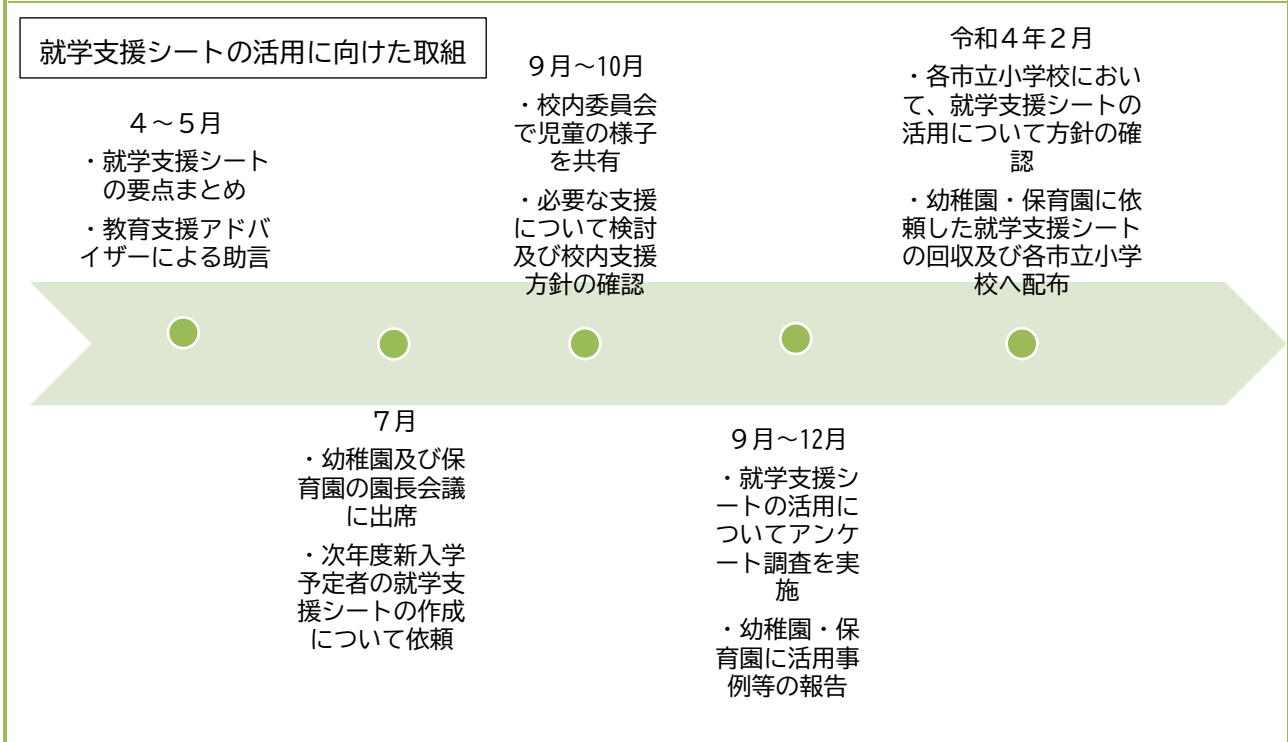 就学支援シートの活用に向けた取組
４～５月
・就学支援シート
の要点まとめ
・教育支援アドバ
イザーによる助言
７月
・幼稚園及び保
育園の園長会議
に出席
・次年度新入学
予定者の就学支
援シートの作成
について依頼
９月～10月
・校内委員会
で児童の様子
を共有
・必要な支援
について検討
及び校内支援
方針の確認
９月～12月
・就学支援シ
ートの活用に
ついてアンケ
ート調査を実
施
・幼稚園・保
育園に活用事
例等の報告
令和４年２月
・各市立小学校におい
て、就学支援シートの
活用について方針の確
認
・幼稚園・保育園に依
頼した就学支援シート
の回収及び各市立小学
校へ配布